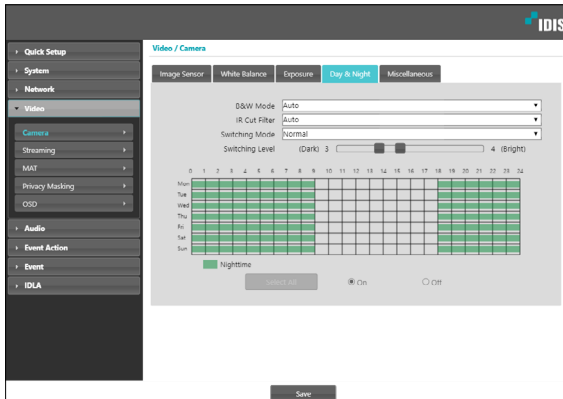 IDIS
Quick Setup
System
Network
Video
Camera
Streaming
MAT
Privacy Masking
OSD
Audio
Event Action
Event
IDLA
Video / Camera
Image Sensor White Balance Exposure Day & Night Miscellaneous
B&W Mode Auto
IR Cut Filter Auto
Switching Mode Normal
Switching Level (Dark) 3 4 (Bright)
0 1 2 3 4 5 6 7 8 9 10 11 12 13 14 15 16 17 18 19 20 21 22 23 24
Mon
Tue
Wed
Thu
Fri
Sat
Sun
Nighttime
Select All On Off
Save